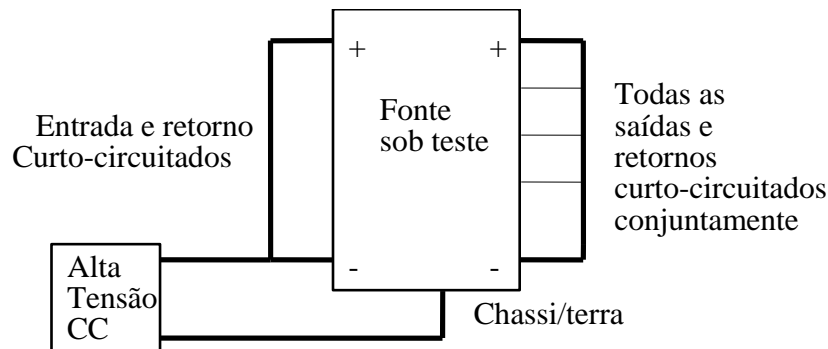 +
+
Fonte
sob teste
Entrada e retorno
Curto-circuitados
Todas as
saídas e
retornos
curto-circuitados
conjuntamente
-
-
Alta
Tensão
CC
Chassi/terra